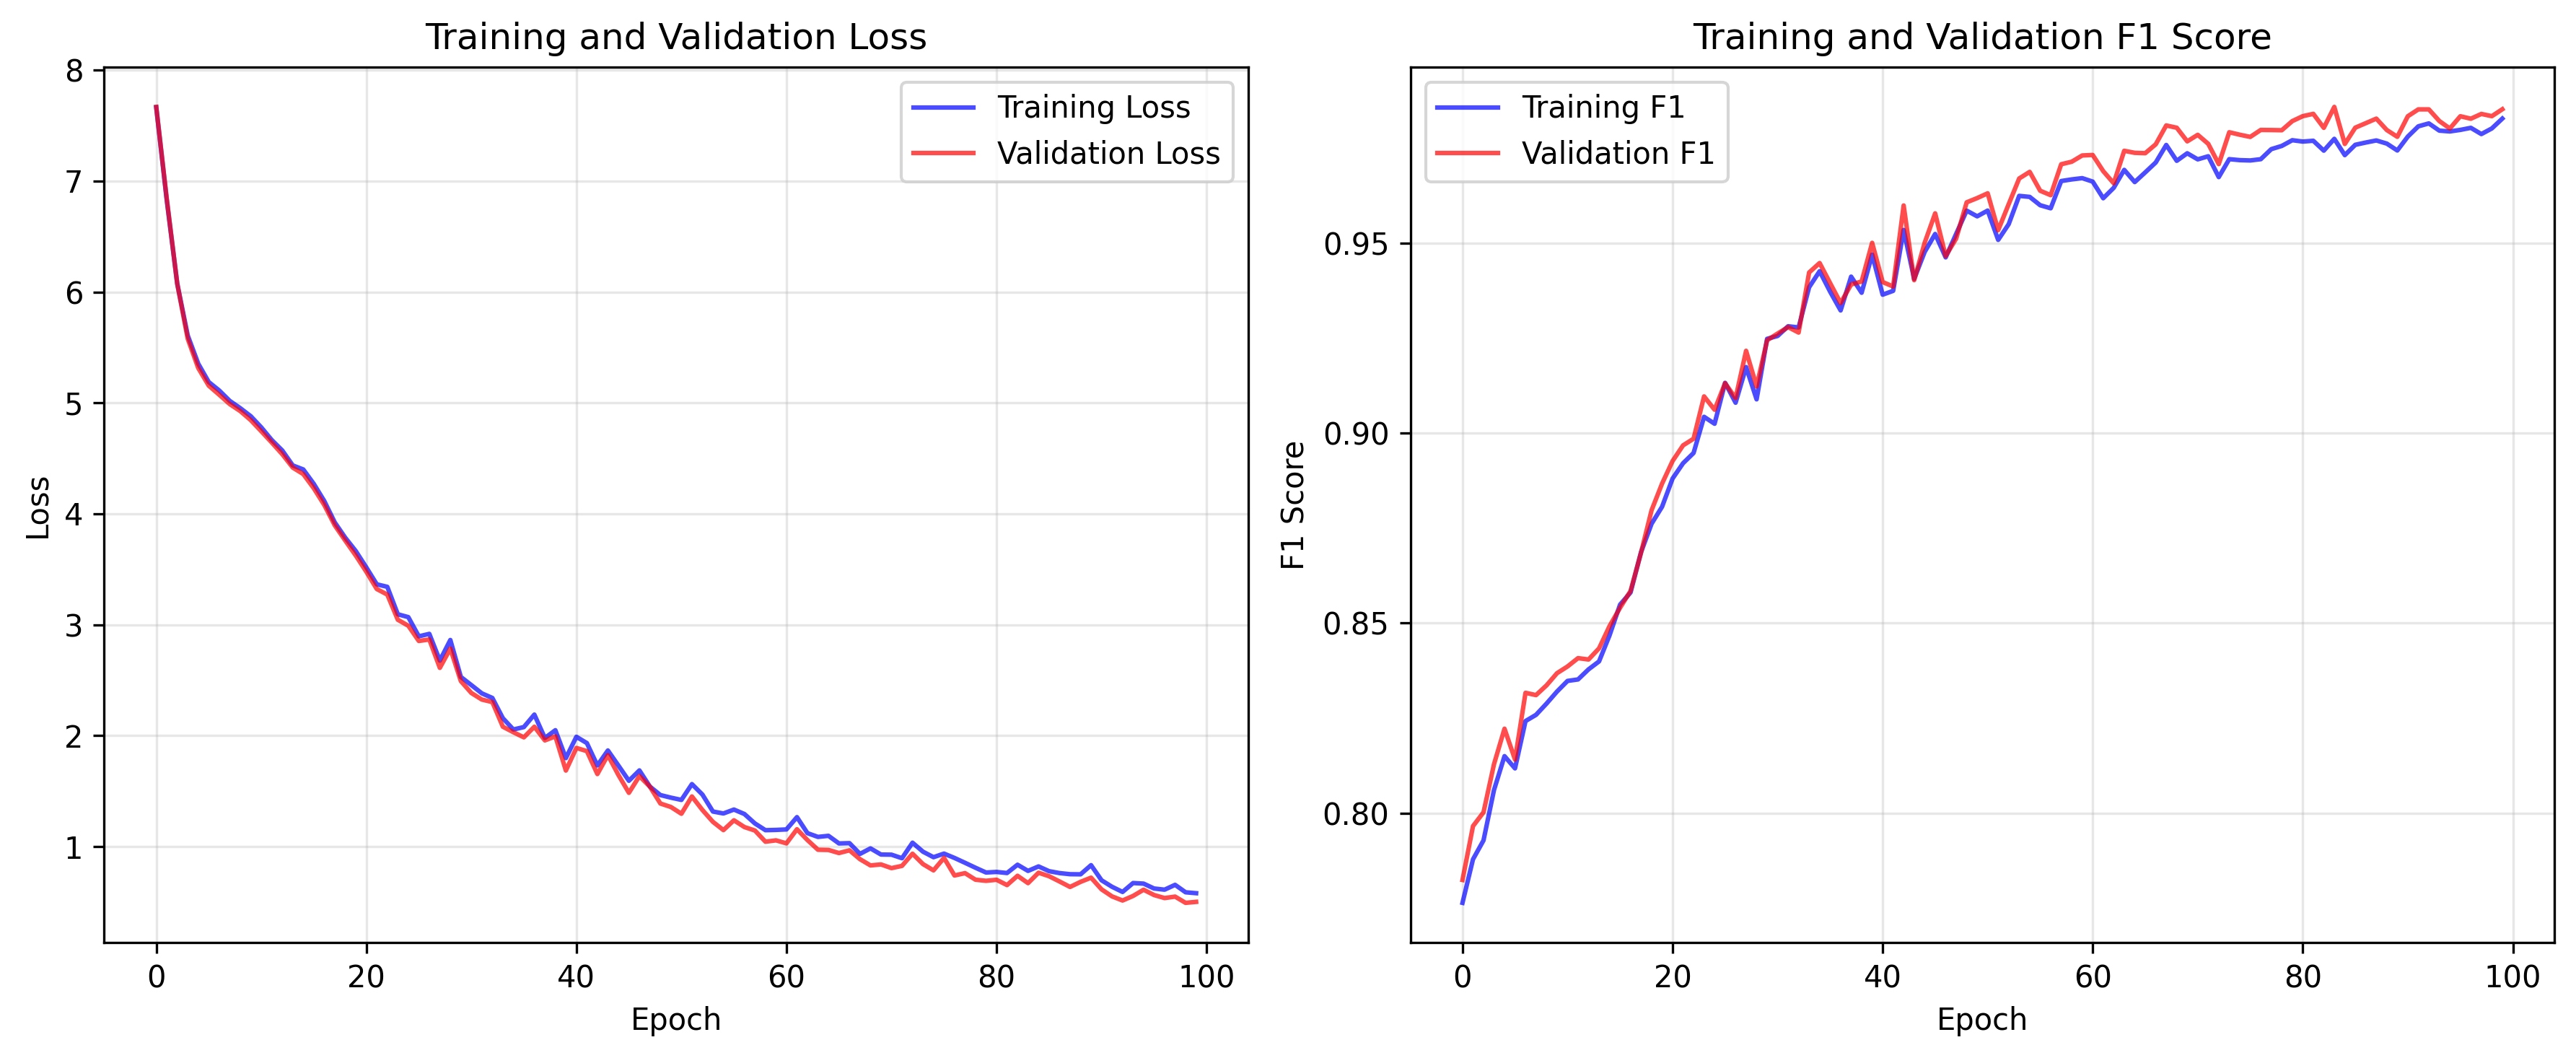 Training and Validation Loss
8
7
6
5
4
3
2
1
Loss
Training Loss
Validation Loss
0 20 40 60 80 100
Epoch
Training and Validation F1 Score
0.95
0.90
0.85
0.80
F1 Score
Training F1
Validation F1
0 20 40 60 80 100
Epoch